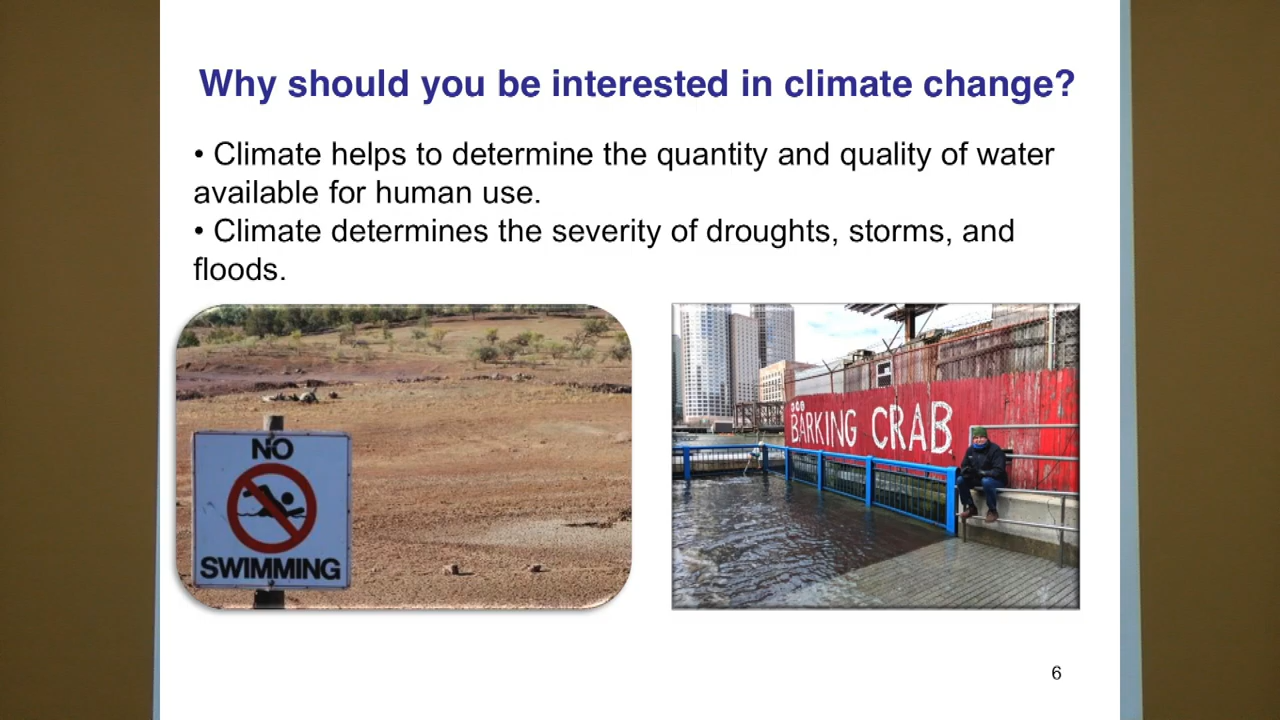 Why should you be interested in climate change?
• Climate helps to determine the quantity and quality of water
available for human use.
• Climate determines the severity of droughts, storms, and
floods.
NO
SWIMMING
THE
BARKING CRAB
6